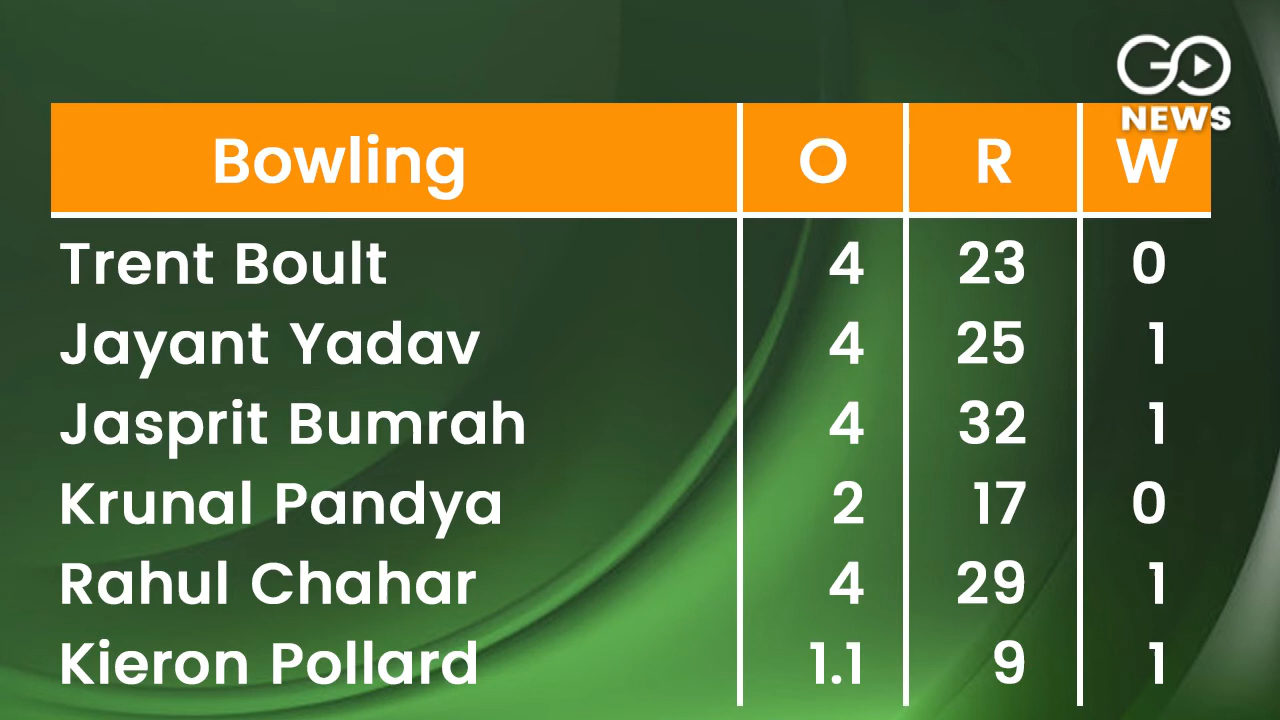 GO
NEWS
Bowling O R W
Trent Boult 4 23 0
Jayant Yadav 4 25 1
Jasprit Bumrah 4 32 1
Krunal Pandya 2 17 0
Rahul Chahar 4 29 1
Kieron Pollard 1.1 9 1